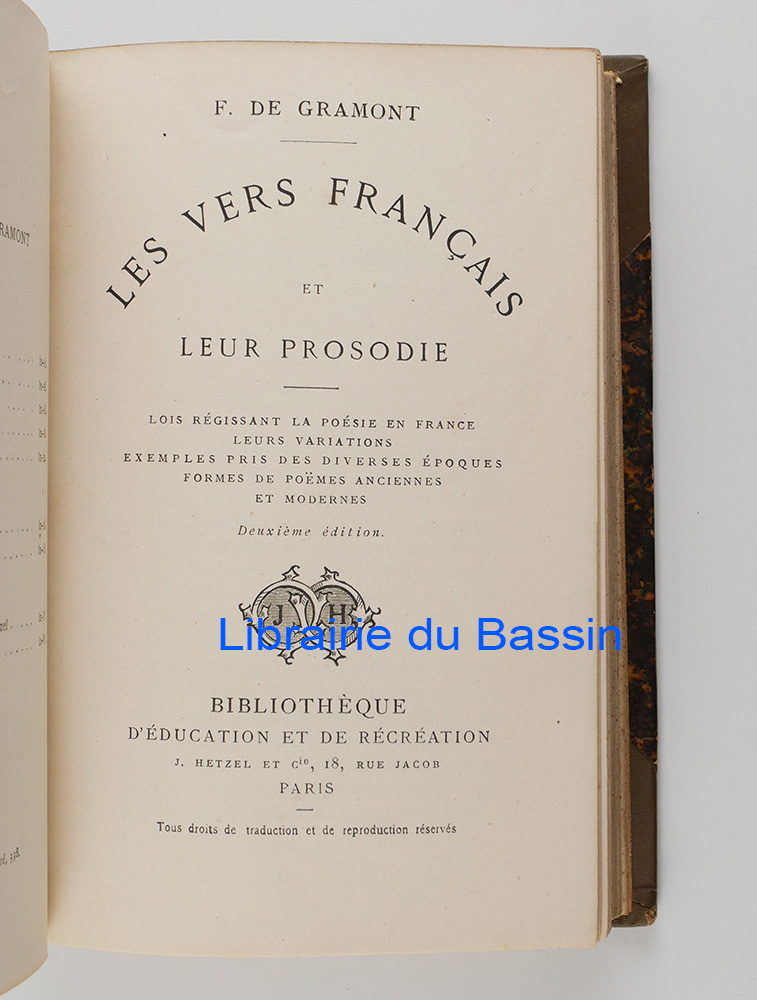 F. DE GRAMONT
LES VERS FRANÇAIS
ET
LEUR PROSODIE
LOIS RÉGISSANT LA POÉSIE EN FRANCE
LEURS VARIATIONS
EXEMPLES PRIS DES DIVERSES ÉPOQUES
FORMES DE POËMES ANCIENNES
ET MODERNES
Deuxième édition.
J H
Librairie du Bassin
BIBLIOTHÈQUE
D'ÉDUCATION ET DE RÉCRÉATION
J. HETZEL ET Cie, 18, RUE JACOB
PARIS
Tous droits de traduction et de reproduction réservés